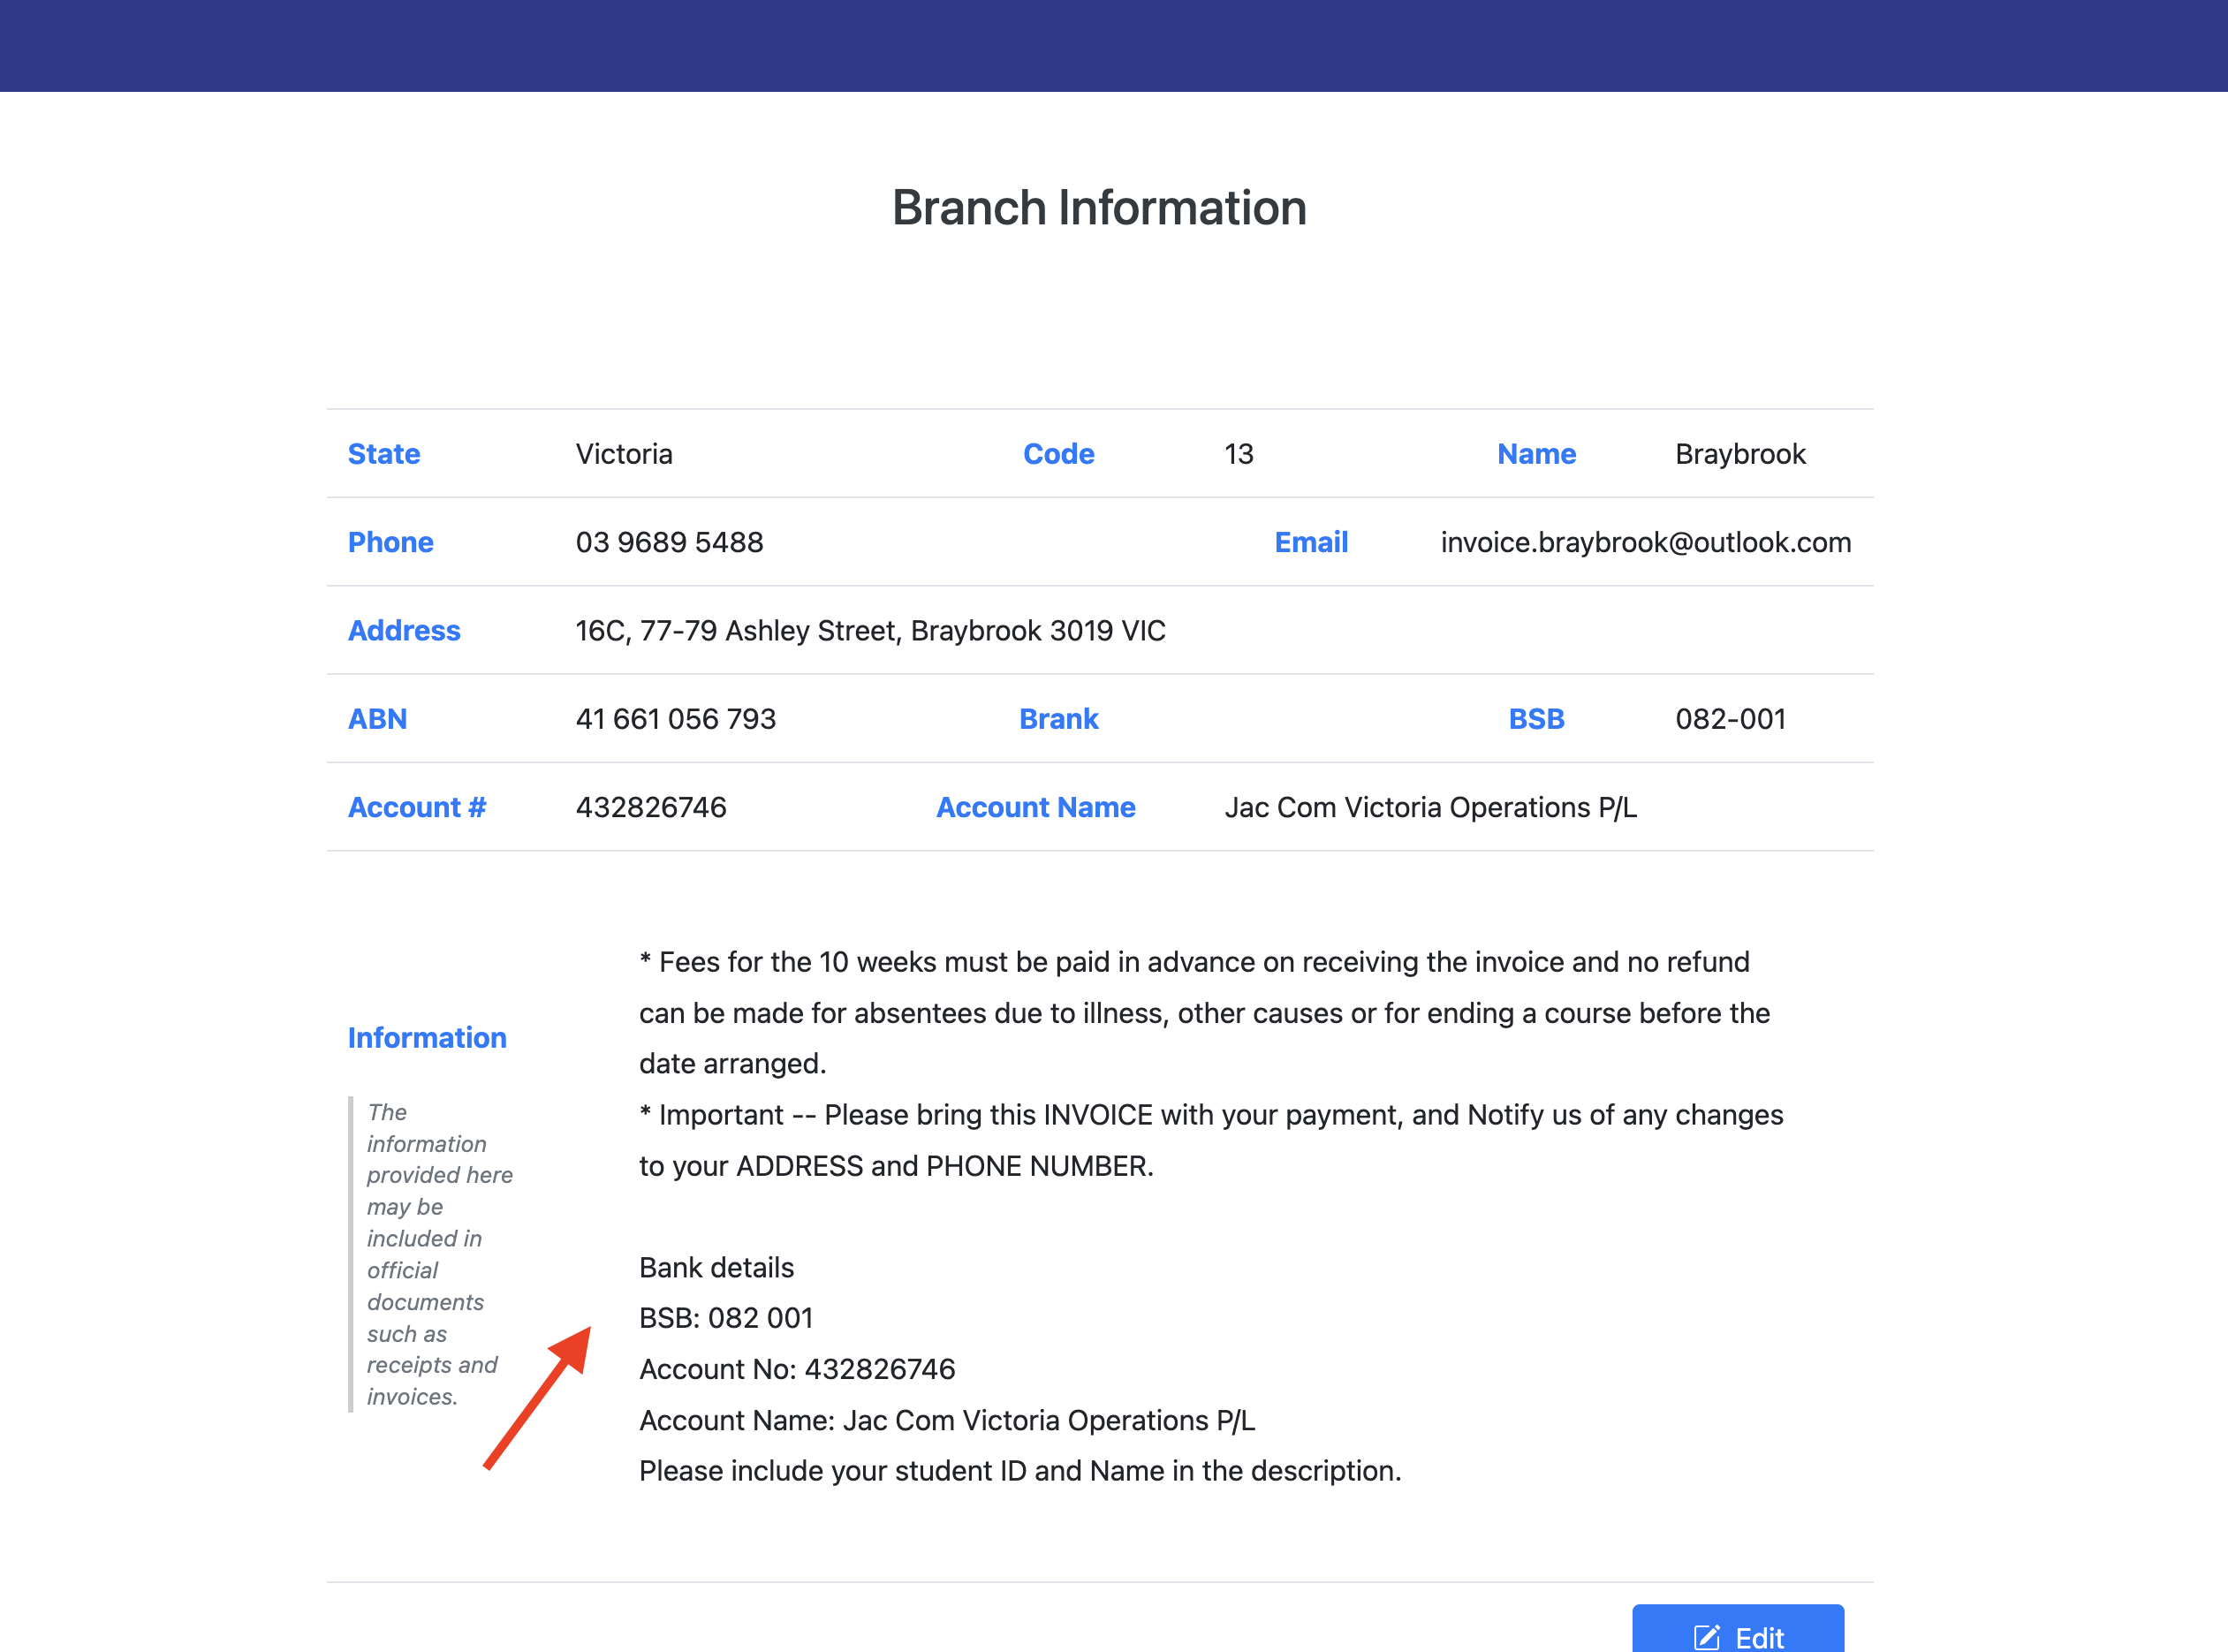 Branch Information
State Victoria Code 13 Name Braybrook
Phone 03 9689 5488 Email invoice.braybrook@outlook.com
Address 16C, 77-79 Ashley Street, Braybrook 3019 VIC
ABN 41 661 056 793 Brank BSB 082-001
Account # 432826746 Account Name Jac Com Victoria Operations P/L
Information
The
information
provided here
may be
included in
official
documents
such as
receipts and
invoices.
* Fees for the 10 weeks must be paid in advance on receiving the invoice and no refund
can be made for absentees due to illness, other causes or for ending a course before the
date arranged.
* Important -- Please bring this INVOICE with your payment, and Notify us of any changes
to your ADDRESS and PHONE NUMBER.
Bank details
BSB: 082 001
Account No: 432826746
Account Name: Jac Com Victoria Operations P/L
Please include your student ID and Name in the description.
Edit